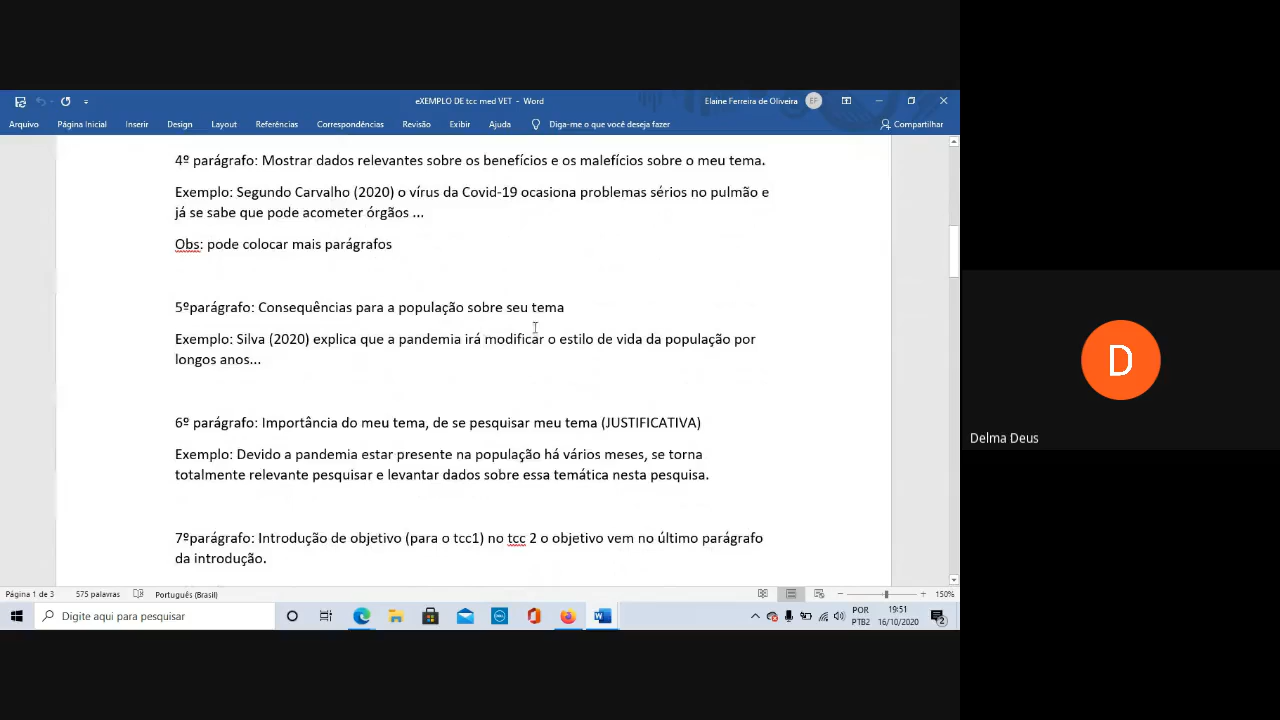 eXEMPLO DE tcc med VET - Word
Elaine Ferreira de Oliveira
EF
Arquivo
Página Inicial
Inserir
Design
Layout
Referências
Correspondências
Revisão
Exibir
Ajuda
Diga-me o que você deseja fazer
Compartilhar
4º parágrafo: Mostrar dados relevantes sobre os benefícios e os malefícios sobre o meu tema.
Exemplo: Segundo Carvalho (2020) o vírus da Covid-19 ocasiona problemas sérios no pulmão e
já se sabe que pode acometer órgãos ...
Obs: pode colocar mais parágrafos
5ºparágrafo: Consequências para a população sobre seu tema
Exemplo: Silva (2020) explica que a pandemia irá modificar o estilo de vida da população por
longos anos...
6º parágrafo: Importância do meu tema, de se pesquisar meu tema (JUSTIFICATIVA)
Exemplo: Devido a pandemia estar presente na população há vários meses, se torna
totalmente relevante pesquisar e levantar dados sobre essa temática nesta pesquisa.
7ºparágrafo: Introdução de objetivo (para o tcc1) no tcc 2 o objetivo vem no último parágrafo
da introdução.
D
Delma Deus
Página 1 de 3
575 palavras
Português (Brasil)
150%
Digite aqui para pesquisar
DELL
POR
PTB2
19:51
16/10/2020
2